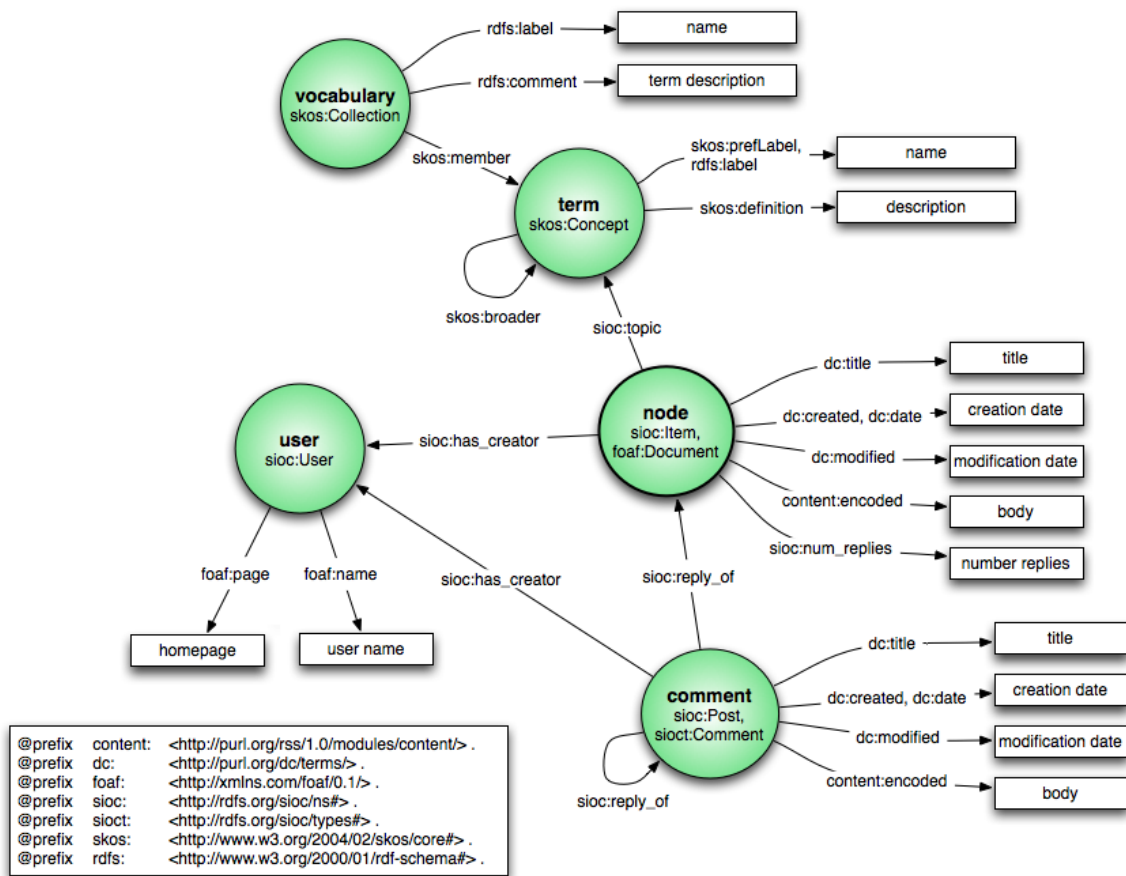 rdfs:label
name
rdfs:comment
term description
vocabulary
skos:Collection
skos:member
skos:prefLabel,
rdfs:label
name
term
skos:Concept
skos:definition
description
skos:broader
sioc:topic
dc:title
title
node
sioc:Item,
foaf:Document
dc:created, dc:date
creation date
user
sioc:User
sioc:has_creator
dc:modified
modification date
content:encoded
body
sioc:num_replies
number replies
foaf:page
foaf:name
sioc:has_creator
sioc:reply_of
homepage
user name
dc:title
title
comment
sioc:Post,
sioct:Comment
dc:created, dc:date
creation date
dc:modified
modification date
content:encoded
body
sioc:reply_of
@prefix content: <http://purl.org/rss/1.0/modules/content/> .
@prefix dc: <http://purl.org/dc/terms/> .
@prefix foaf: <http://xmlns.com/foaf/0.1/> .
@prefix sioc: <http://rdfs.org/sioc/ns#> .
@prefix sioct: <http://rdfs.org/sioc/types#> .
@prefix skos: <http://www.w3.org/2004/02/skos/core#> .
@prefix rdfs: <http://www.w3.org/2000/01/rdf-schema#> .